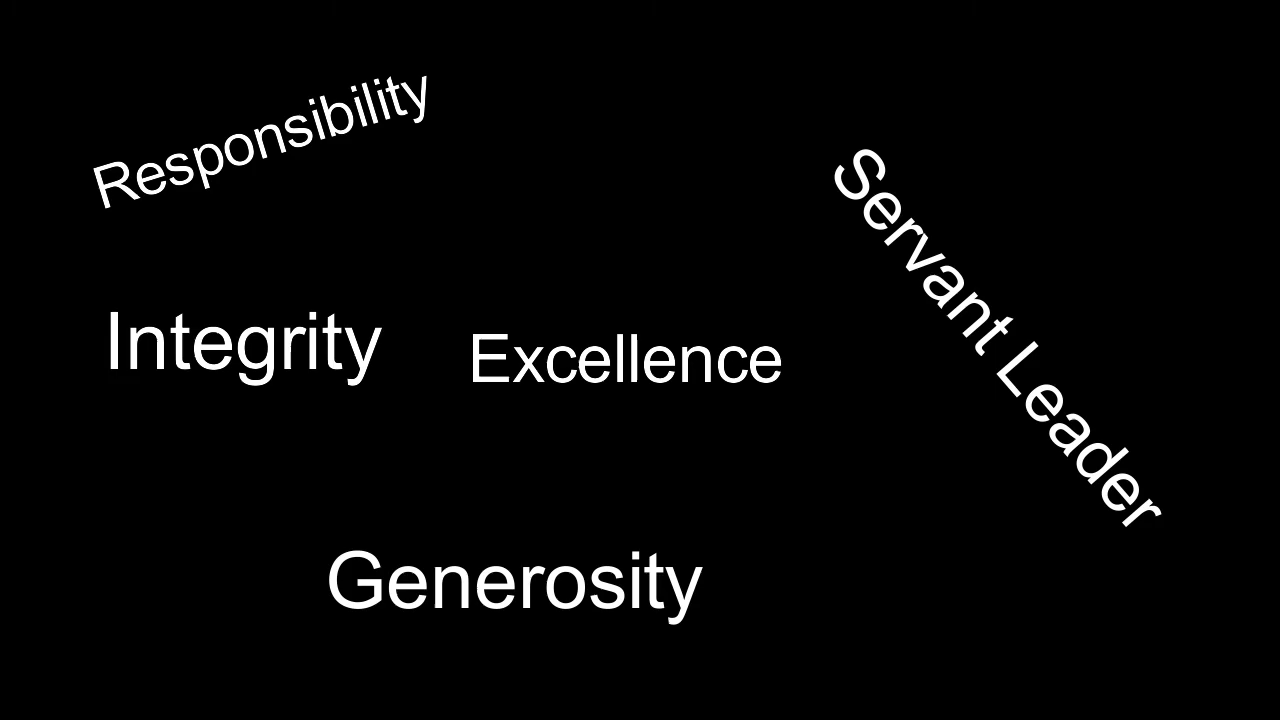 Responsibility
Servant Leader
Integrity
Excellence
Generosity